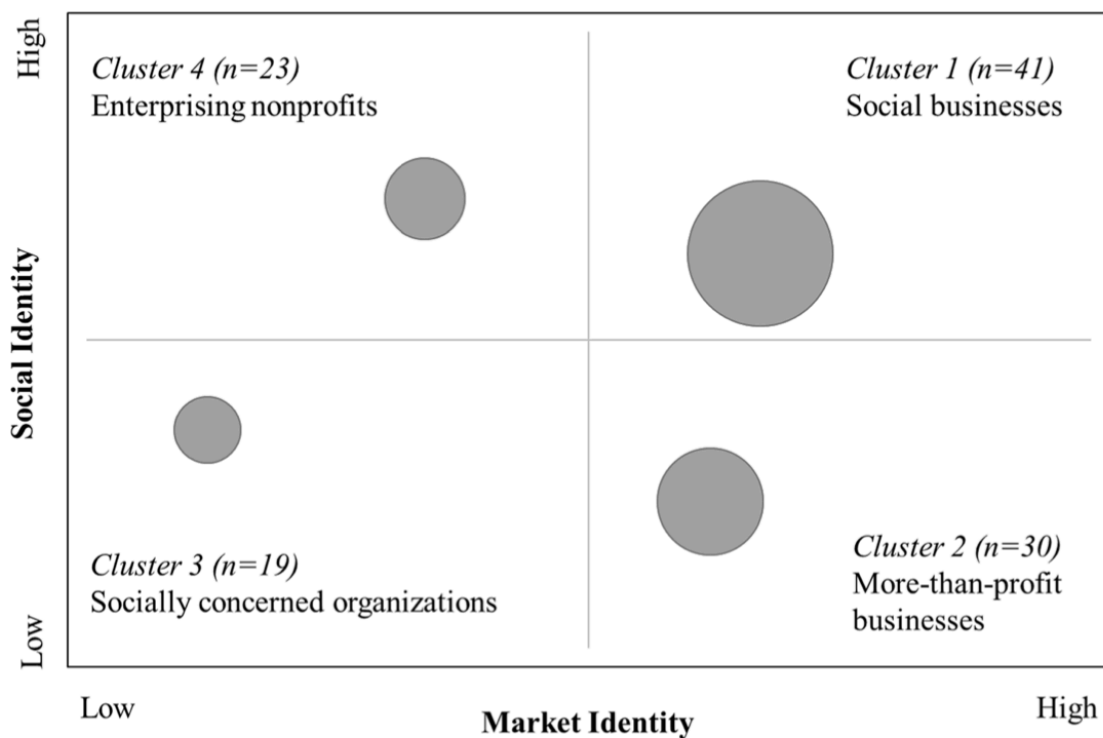 High
Cluster 4 (n=23)
Enterprising nonprofits
Cluster 1 (n=41)
Social businesses
Social Identity
Cluster 3 (n=19)
Socially concerned organizations
Cluster 2 (n=30)
More-than-profit
businesses
Low
Low
Market Identity
High